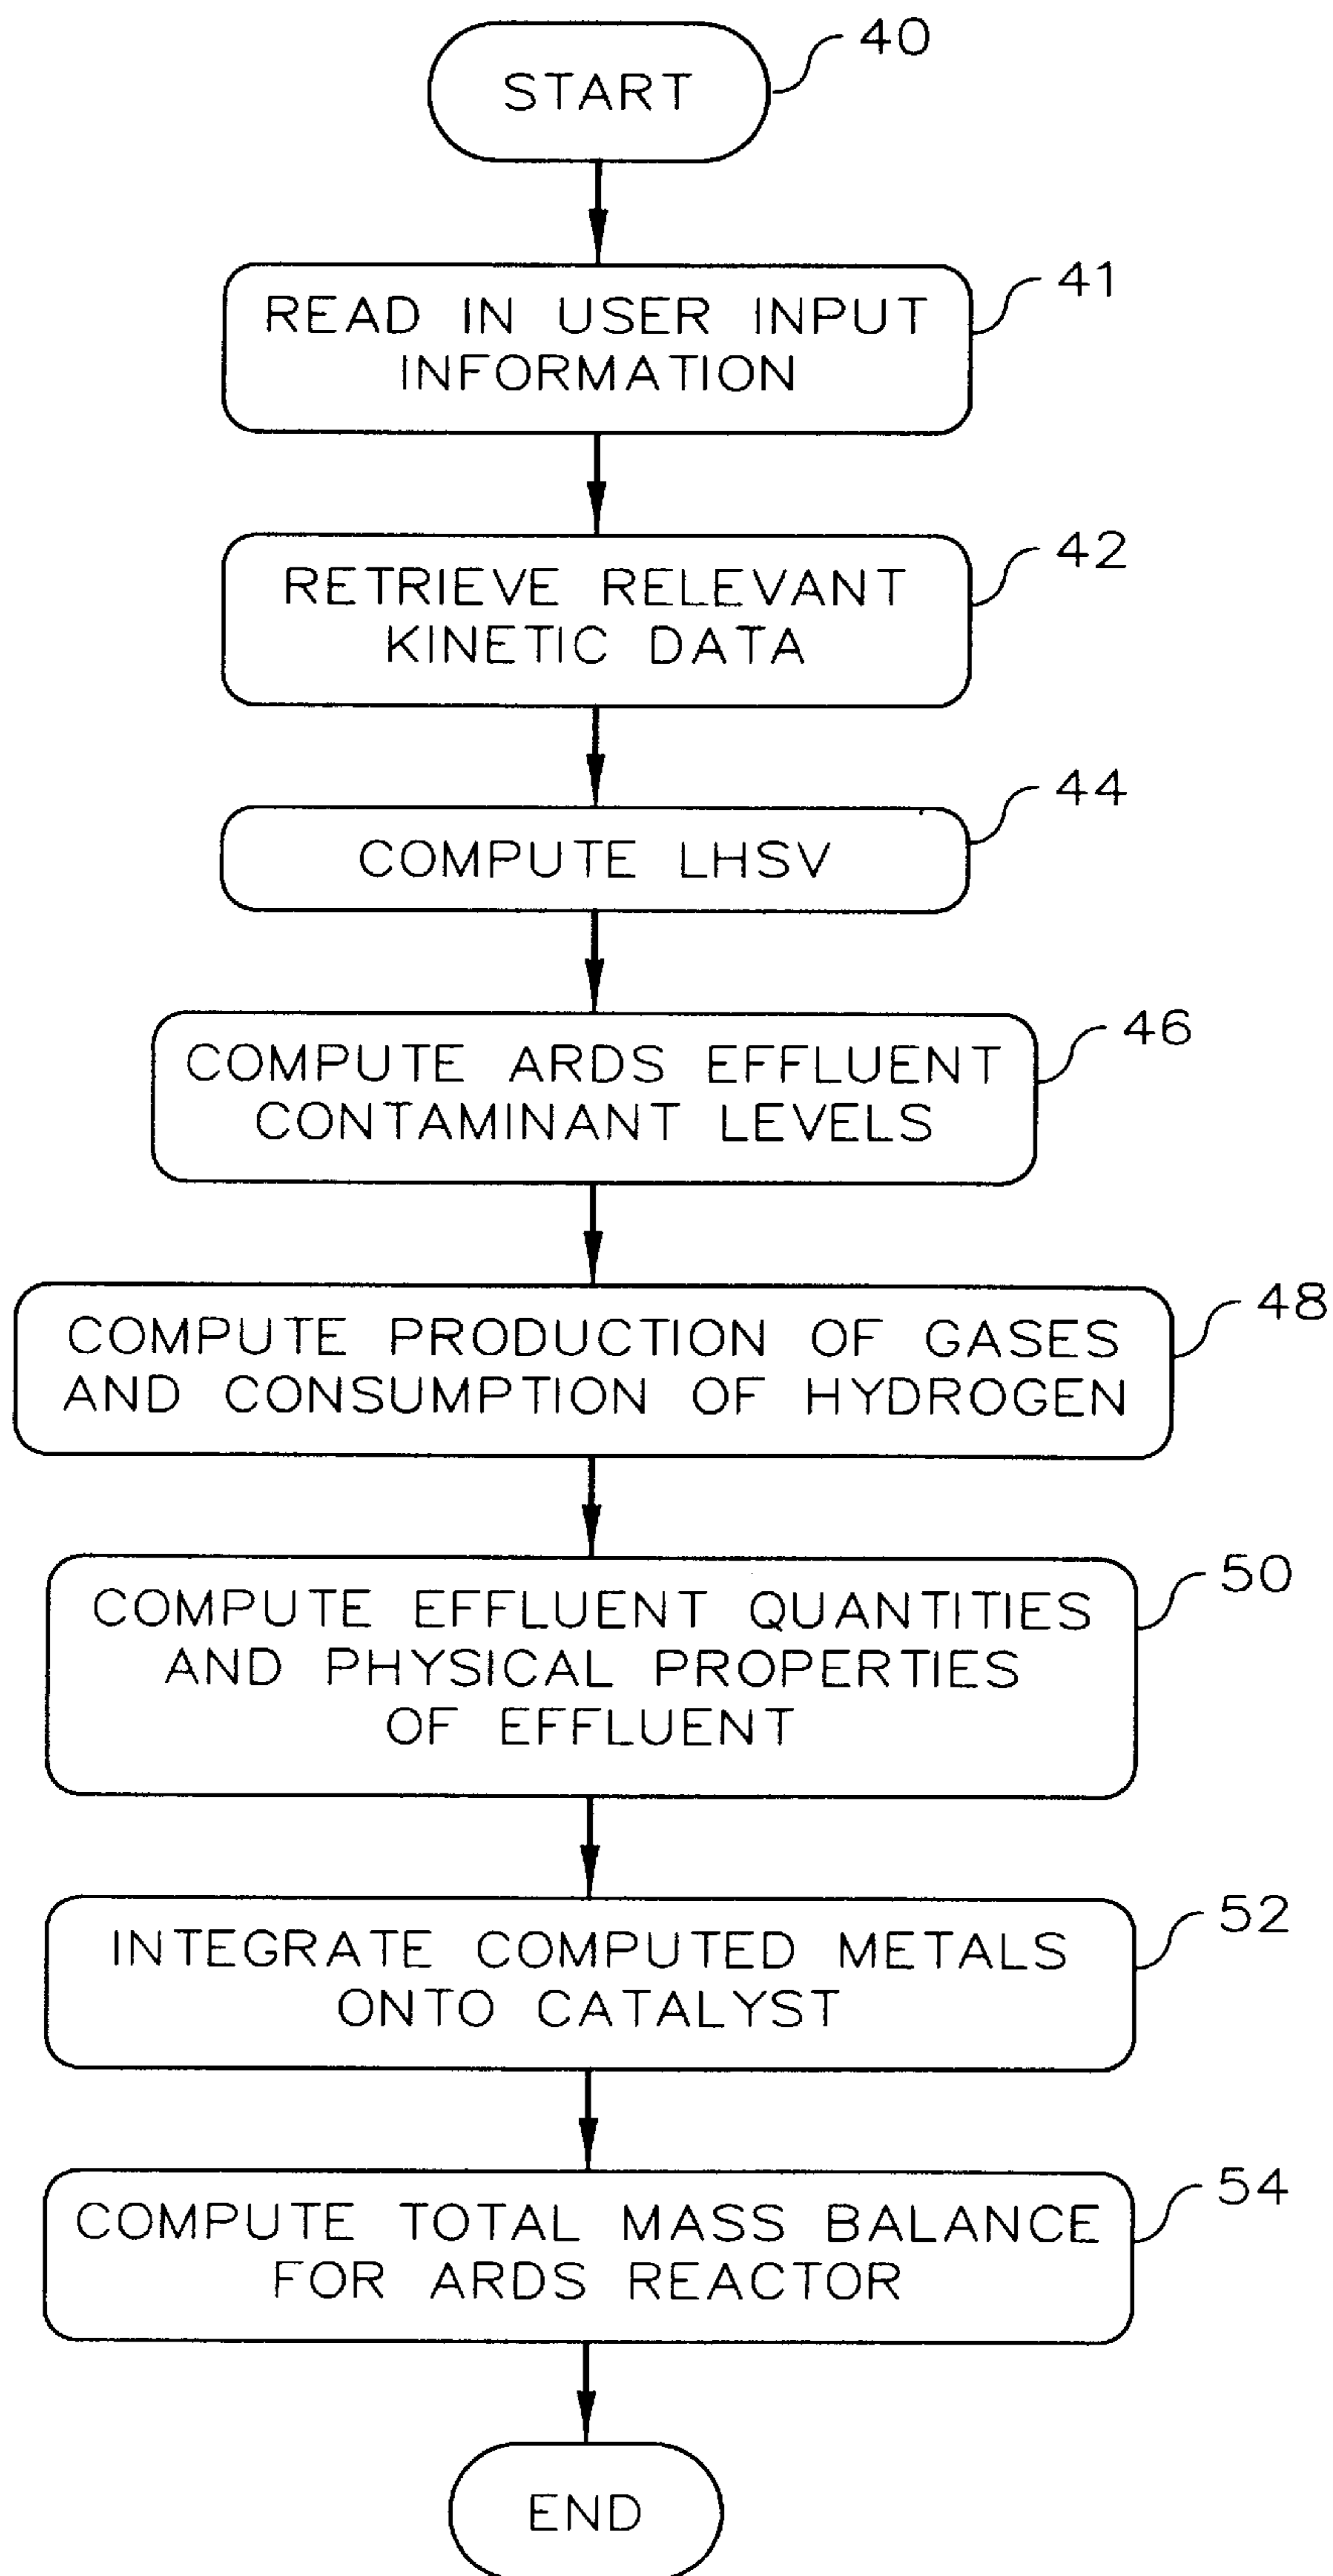 START
40
READ IN USER INPUT
INFORMATION
41
RETRIEVE RELEVANT
KINETIC DATA
42
COMPUTE LHSV
44
COMPUTE ARDS EFFLUENT
CONTAMINANT LEVELS
46
COMPUTE PRODUCTION OF GASES
AND CONSUMPTION OF HYDROGEN
48
COMPUTE EFFLUENT QUANTITIES
AND PHYSICAL PROPERTIES
OF EFFLUENT
50
INTEGRATE COMPUTED METALS
ONTO CATALYST
52
COMPUTE TOTAL MASS BALANCE
FOR ARDS REACTOR
54
END